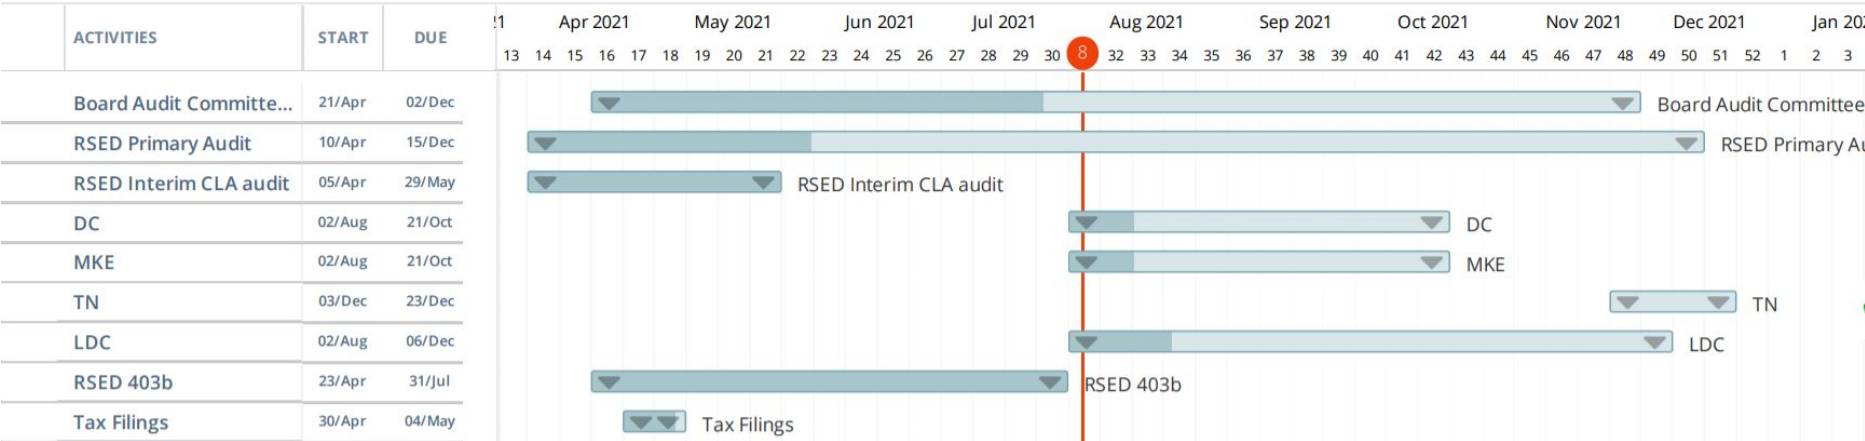 ACTIVITIES START DUE
21 Apr 2021 May 2021 Jun 2021 Jul 2021 Aug 2021 Sep 2021 Oct 2021 Nov 2021 Dec 2021 Jan 202
13 14 15 16 17 18 19 20 21 22 23 24 25 26 27 28 29 30 8 32 33 34 35 36 37 38 39 40 41 42 43 44 45 46 47 48 49 50 51 52 1 2 3
Board Audit Committe... 21/Apr 02/Dec Board Audit Committee
RSED Primary Audit 10/Apr 15/Dec RSED Primary Au
RSED Interim CLA audit 05/Apr 29/May RSED Interim CLA audit
DC 02/Aug 21/Oct DC
MKE 02/Aug 21/Oct MKE
TN 03/Dec 23/Dec TN
LDC 02/Aug 06/Dec LDC
RSED 403b 23/Apr 31/Jul RSED 403b
Tax Filings 30/Apr 04/May Tax Filings